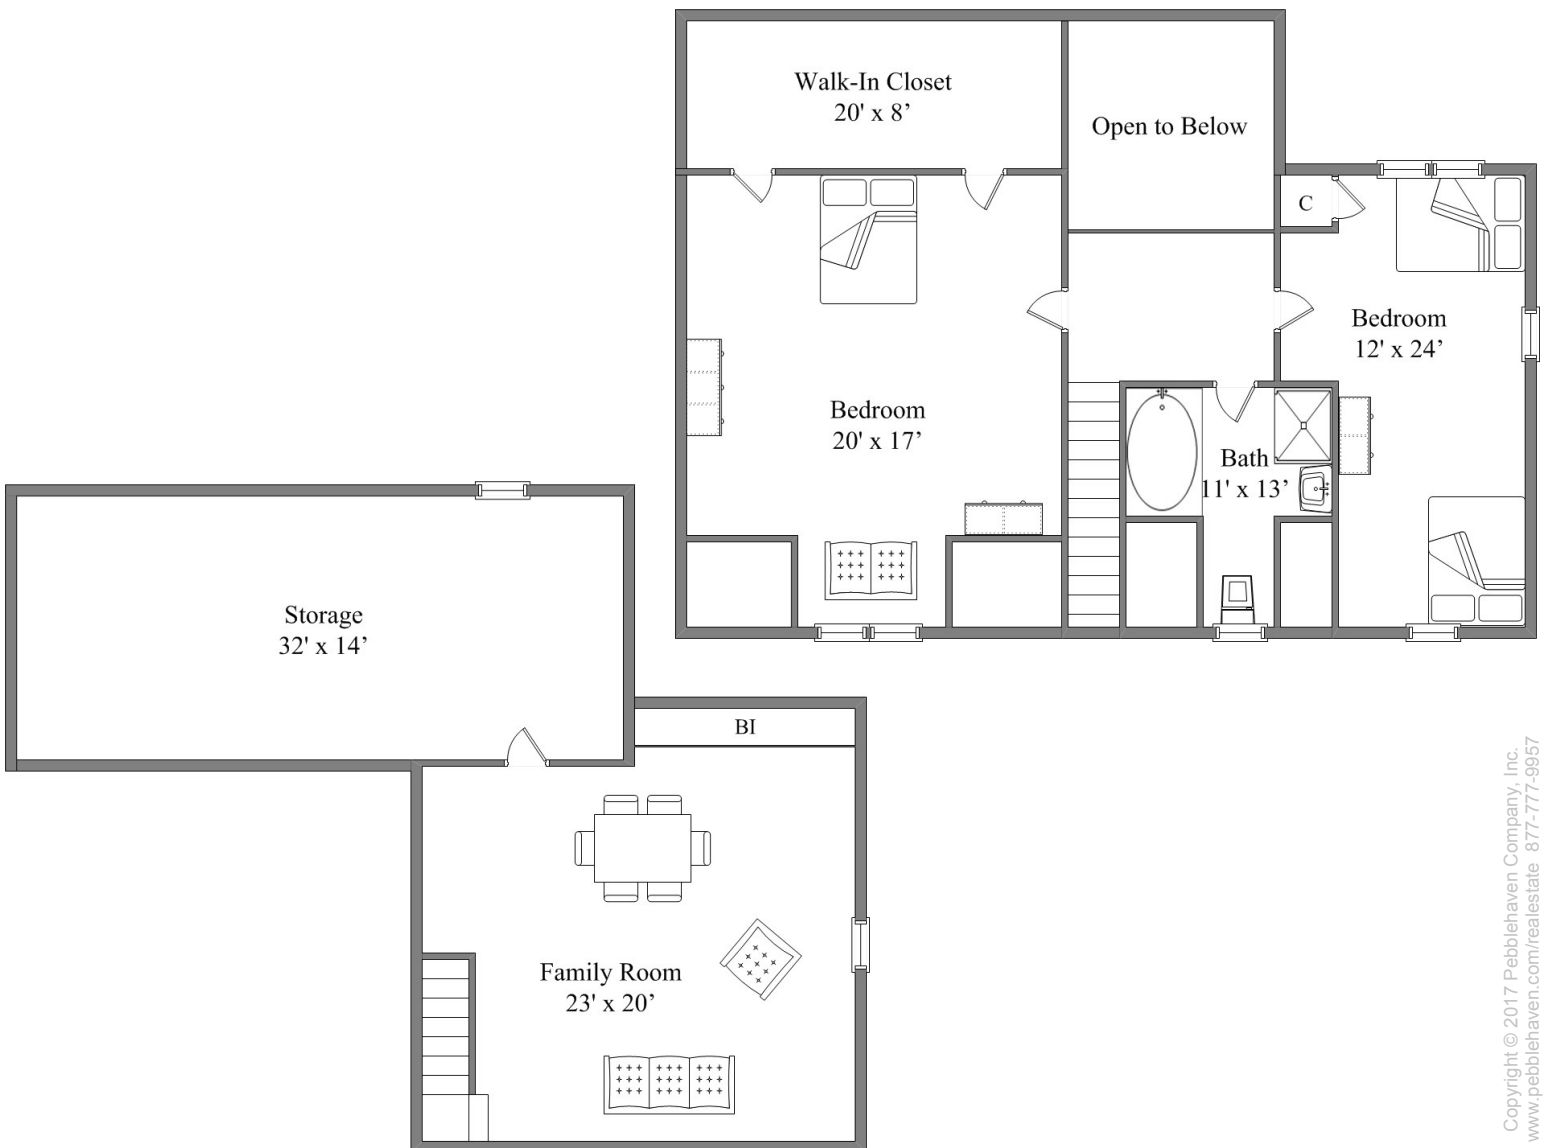 Walk-In Closet
20' x 8’
Open to Below
C
Bedroom
12' x 24’
Bedroom
20' x 17’
Bath
11' x 13’
Storage
32' x 14’
BI
Family Room
23' x 20’
Copyright © 2017 Pebblehaven Company, Inc.
www.pebblehaven.com/realestate 877-777-9957